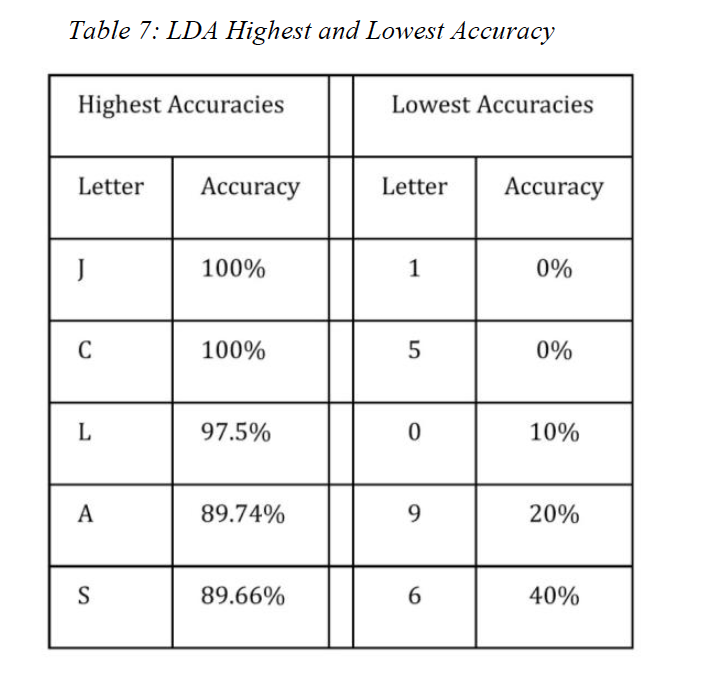 Table 7: LDA Highest and Lowest Accuracy
Highest Accuracies Lowest Accuracies
Letter Accuracy Letter Accuracy
J 100% 1 0%
C 100% 5 0%
L 97.5% 0 10%
A 89.74% 9 20%
S 89.66% 6 40%